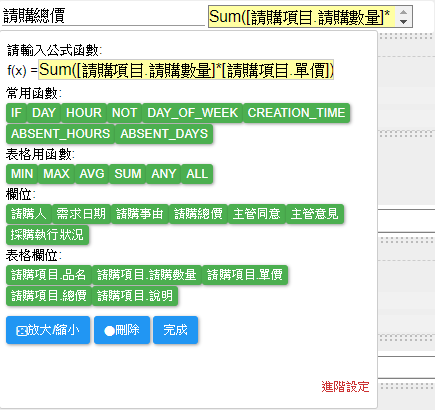 請購總價 Sum([請購項目.請購數量]*
請輸入公式函數:
f(x) =Sum([請購項目.請購數量]*[請購項目.單價])
常用函數:
IF DAY HOUR NOT DAY_OF_WEEK CREATION_TIME
ABSENT_HOURS ABSENT_DAYS
表格用函數:
MIN MAX AVG SUM ANY ALL
欄位:
請購人 需求日期 請購事由 請購總價 主管同意 主管意見
採購執行狀況
表格欄位:
請購項目.品名 請購項目.請購數量 請購項目.單價
請購項目.總價 請購項目.說明
放大/縮小 刪除 完成
進階設定